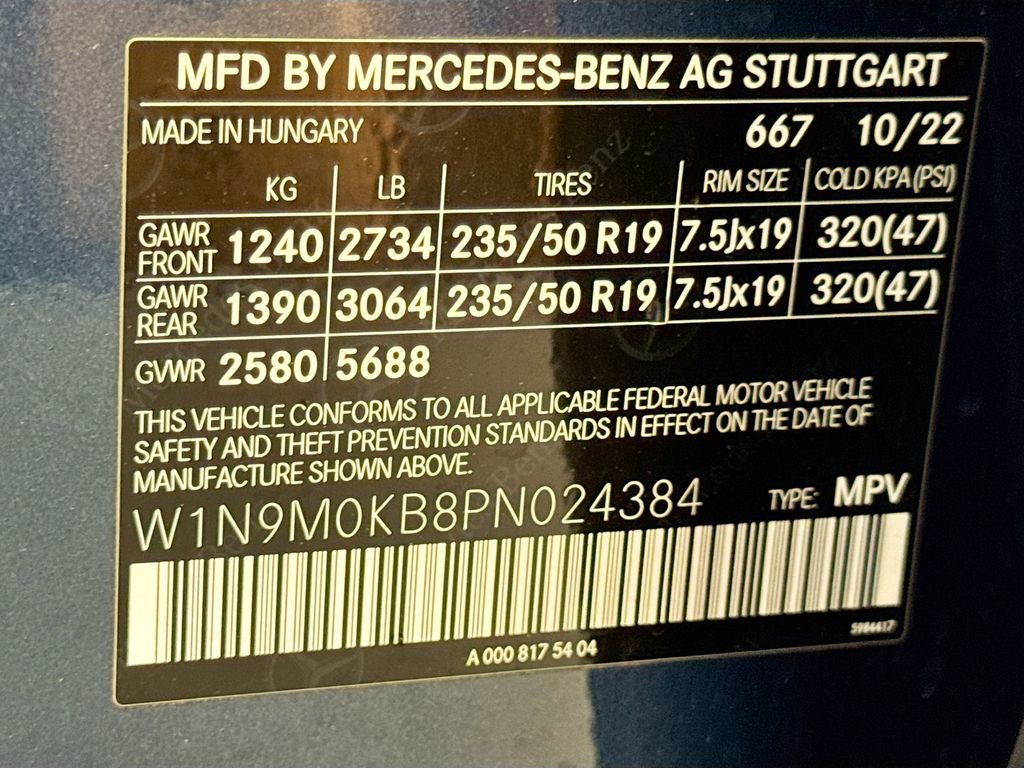 MFD BY MERCEDES-BENZ AG STUTTGART
MADE IN HUNGARY 667 10/22
KG LB TIRES RIM SIZE COLD KPA(PSI)
GAWR FRONT 1240 2734 235/50 R19 7.5Jx19 320(47)
GAWR REAR 1390 3064 235/50 R19 7.5Jx19 320(47)
GVWR 2580 5688
THIS VEHICLE CONFORMS TO ALL APPLICABLE FEDERAL MOTOR VEHICLE
SAFETY AND THEFT PREVENTION STANDARDS IN EFFECT ON THE DATE OF
MANUFACTURE SHOWN ABOVE.
W1N9M0KB8PN024384 TYPE: MPV
A 000 817 54 04